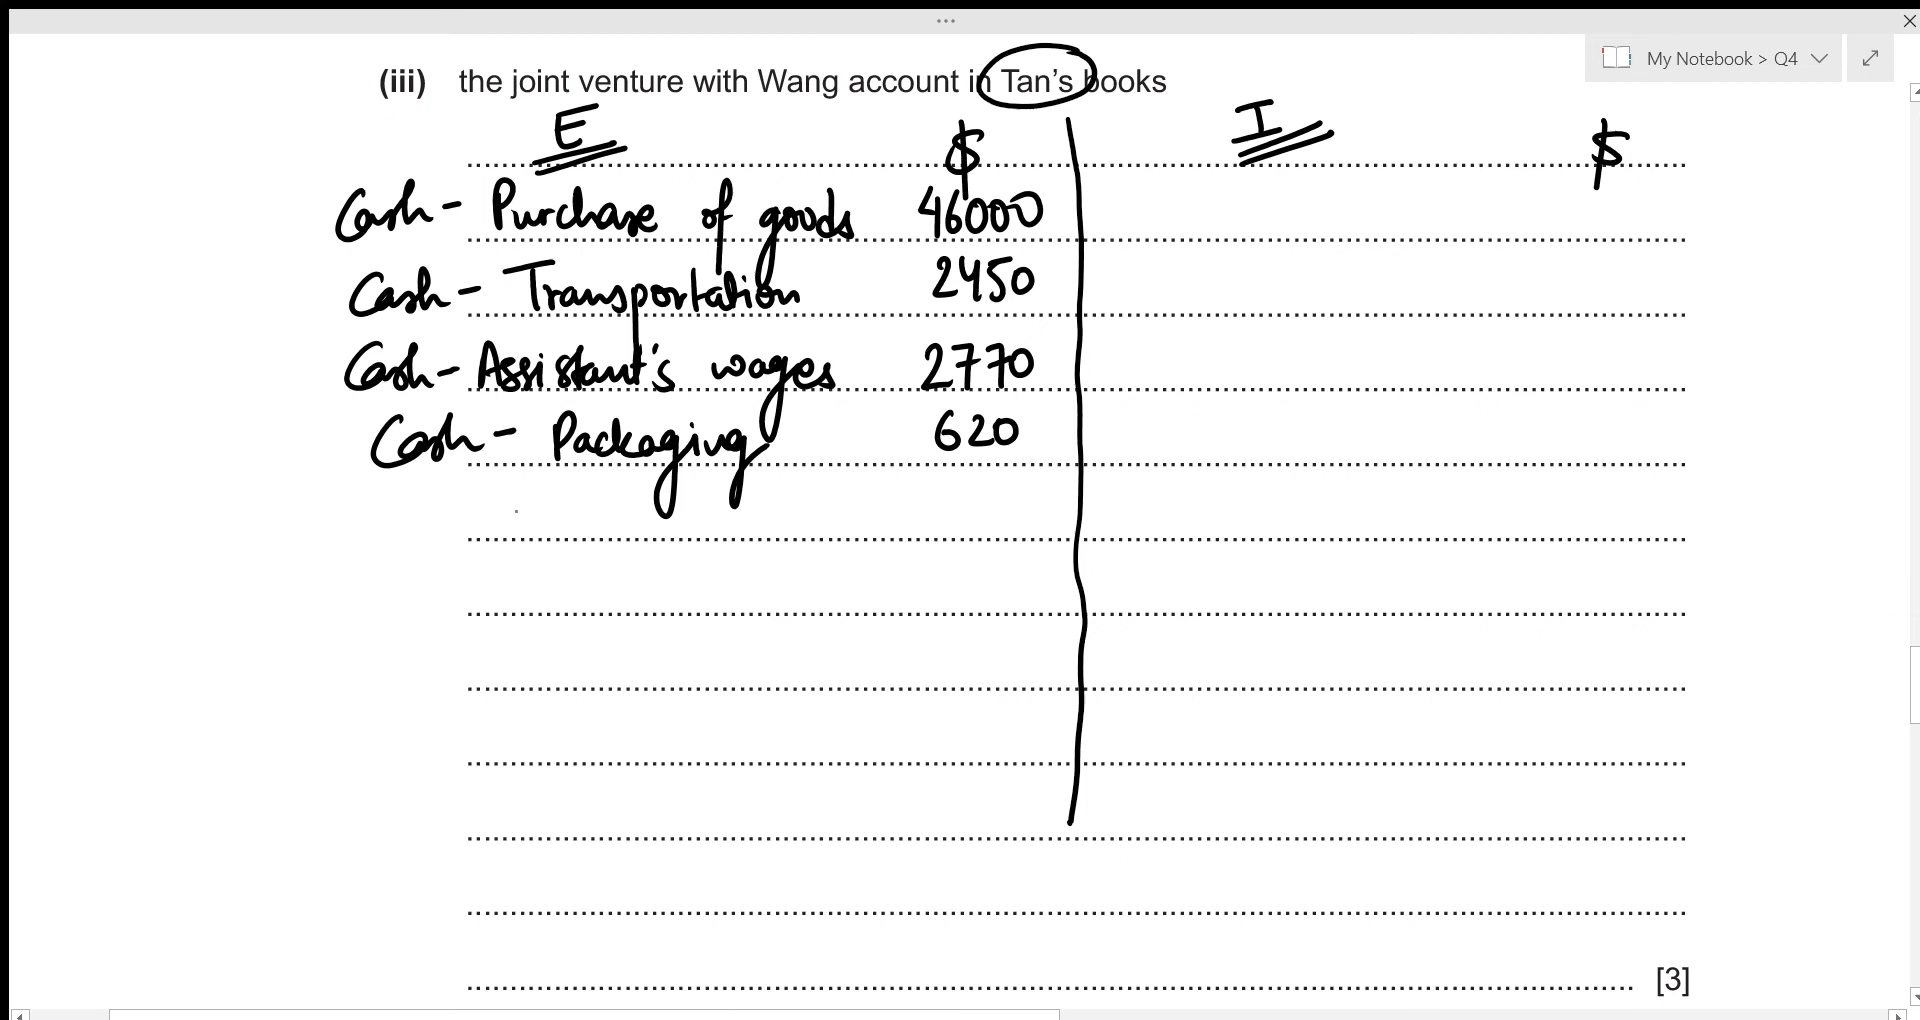 ...
My Notebook > Q4
(iii) the joint venture with Wang account in Tan's books
E $ I $
Cash - Purchase of goods 46000
Cash - Transportation 2450
Cash - Assistant's wages 2770
Cash - Packaging 620
[3]